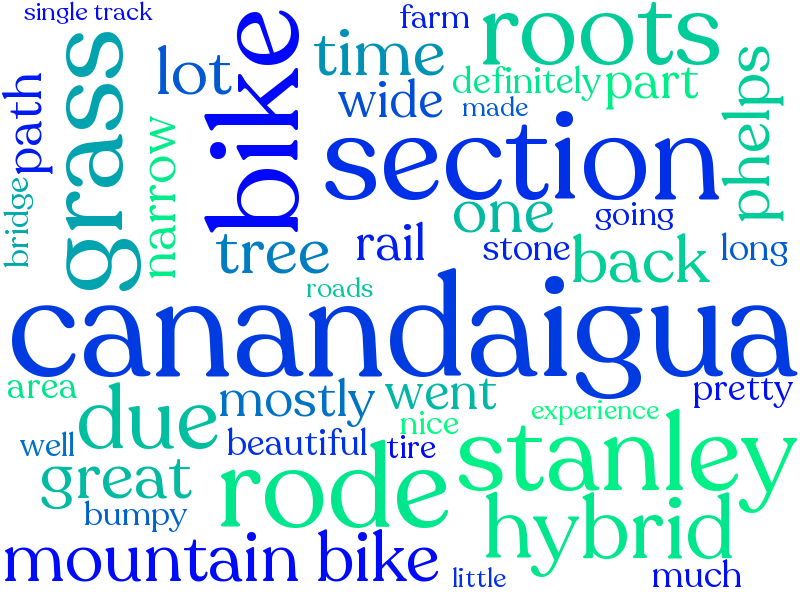 single track
farm
roots
lot
time
definitely
part
wide
made
path
grass
bike
narrow
section
phelps
bridge
one
going
tree
rail
stone
back
long
roads
canandaigua
area
mostly
went
pretty
due
nice
experience
well
beautiful
tire
stanley
great
rode
bumpy
hybrid
mountain bike
little
much